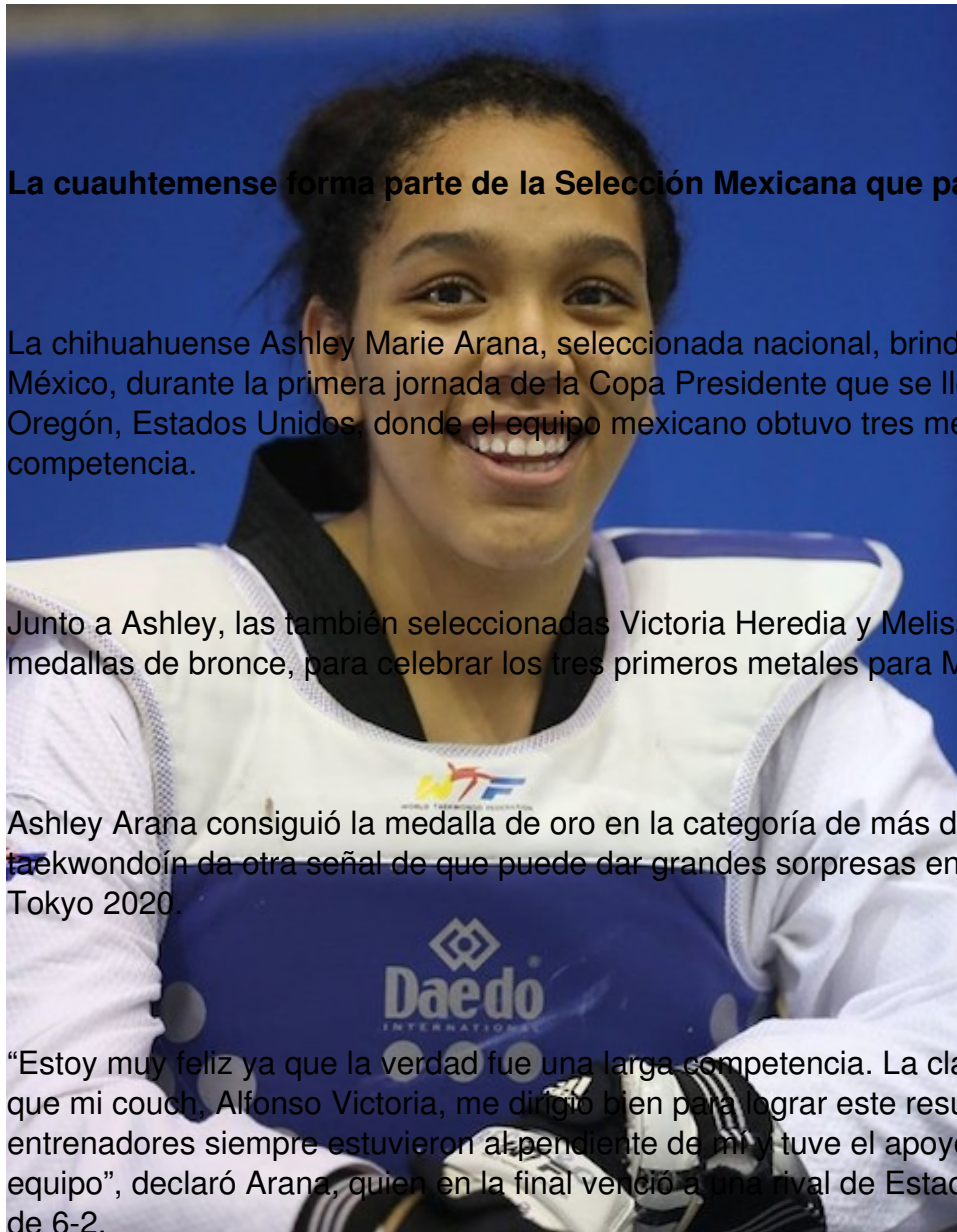 La cuauhtemense forma parte de la Selección Mexicana que pa
La chihuahuense Ashley Marie Arana, seleccionada nacional, brind
México, durante la primera jornada de la Copa Presidente que se ll
Oregón, Estados Unidos, donde el equipo mexicano obtuvo tres me
competencia.
Junto a Ashley, las también seleccionadas Victoria Heredia y Melis
medallas de bronce, para celebrar los tres primeros metales para M
WTF
WORLD TAEKWONDO FEDERATION
Ashley Arana consiguió la medalla de oro en la categoría de más d
taekwondoín da otra señal de que puede dar grandes sorpresas en
Tokyo 2020.
Daedo
INTERNATIONAL
“Estoy muy feliz ya que la verdad fue una larga competencia. La cla
que mi couch, Alfonso Victoria, me dirigió bien para lograr este resu
entrenadores siempre estuvieron al pendiente de mí y tuve el apoyo
equipo”, declaró Arana, quien en la final venció a una rival de Estad
de 6-2.